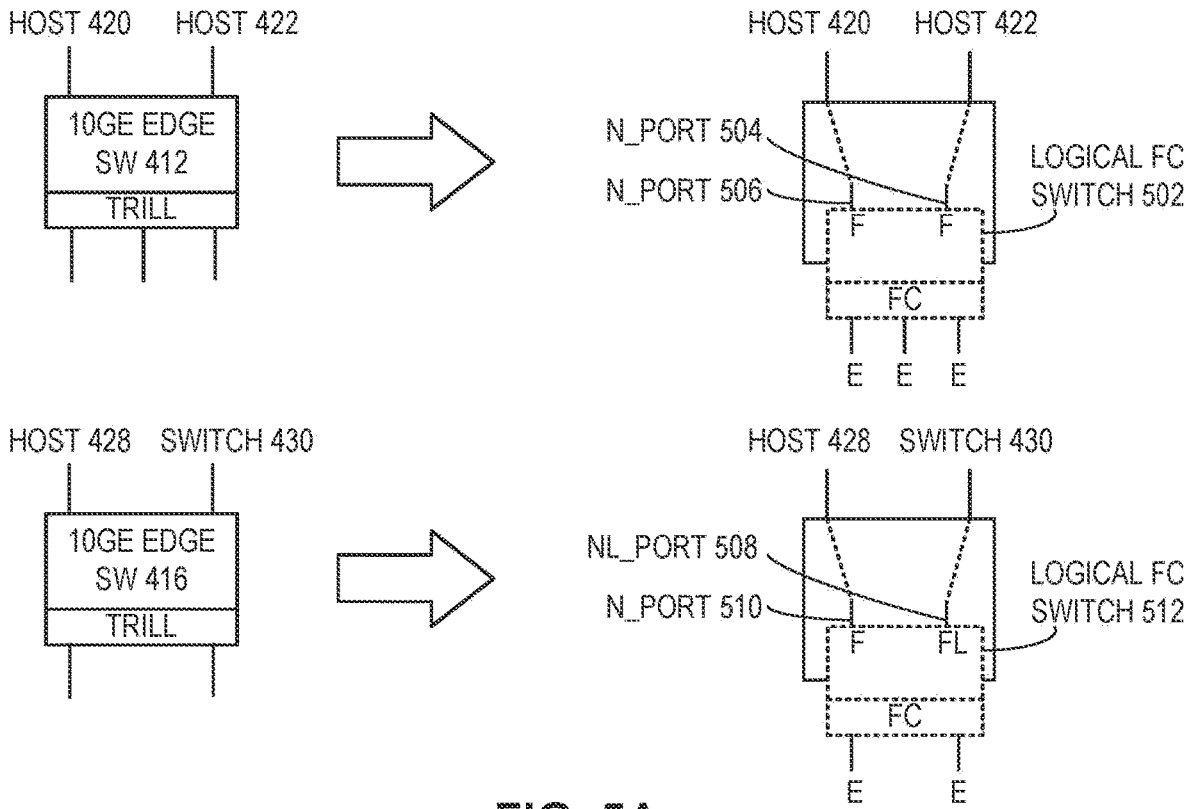 HOST 420 HOST 422
10GE EDGE
SW 412
TRILL
HOST 420 HOST 422
N_PORT 504
N_PORT 506
LOGICAL FC
SWITCH 502
F F
FC
E E E
HOST 428 SWITCH 430
10GE EDGE
SW 416
TRILL
HOST 428 SWITCH 430
NL_PORT 508
N_PORT 510
LOGICAL FC
SWITCH 512
F FL
FC
E E